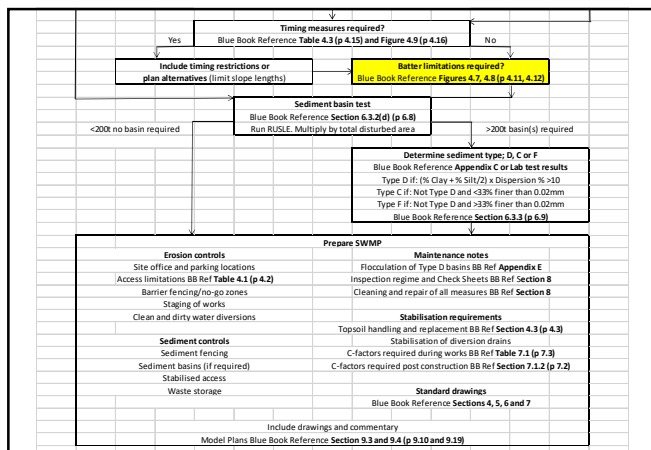 Timing measures required?
Yes
Blue Book Reference Table 4.3 (p 4.15) and Figure 4.9 (p 4.16)
No
Include timing restrictions or
plan alternatives (limit slope lengths)
Batter limitations required?
Blue Book Reference Figures 4.7, 4.8 (p 4.11, 4.12)
Sediment basin test
Blue Book Reference Section 6.3.2(d) (p 6.8)
Run RUSLE. Multiply by total disturbed area
<200t no basin required
>200t basin(s) required
Determine sediment type; D, C or F
Blue Book Reference Appendix C or Lab test results
Type D if: (% Clay + % Silt/2) x Dispersion % >10
Type C if: Not Type D and <33% finer than 0.02mm
Type F if: Not Type D and >33% finer than 0.02mm
Blue Book Reference Section 6.3.3 (p 6.9)
Prepare SWMP
Erosion controls
Site office and parking locations
Access limitations BB Ref Table 4.1 (p 4.2)
Barrier fencing/no-go zones
Staging of works
Clean and dirty water diversions
Sediment controls
Sediment fencing
Sediment basins (if required)
Stabilised access
Waste storage
Maintenance notes
Flocculation of Type D basins BB Ref Appendix E
Inspection regime and Check Sheets BB Ref Section 8
Cleaning and repair of all measures BB Ref Section 8
Stabilisation requirements
Topsoil handling and replacement BB Ref Section 4.3 (p 4.3)
Stabilisation of diversion drains
C-factors required during works BB Ref Table 7.1 (p 7.3)
C-factors required post construction BB Ref Section 7.1.2 (p 7.2)
Standard drawings
Blue Book Reference Sections 4, 5, 6 and 7
Include drawings and commentary
Model Plans Blue Book Reference Section 9.3 and 9.4 (p 9.10 and 9.19)